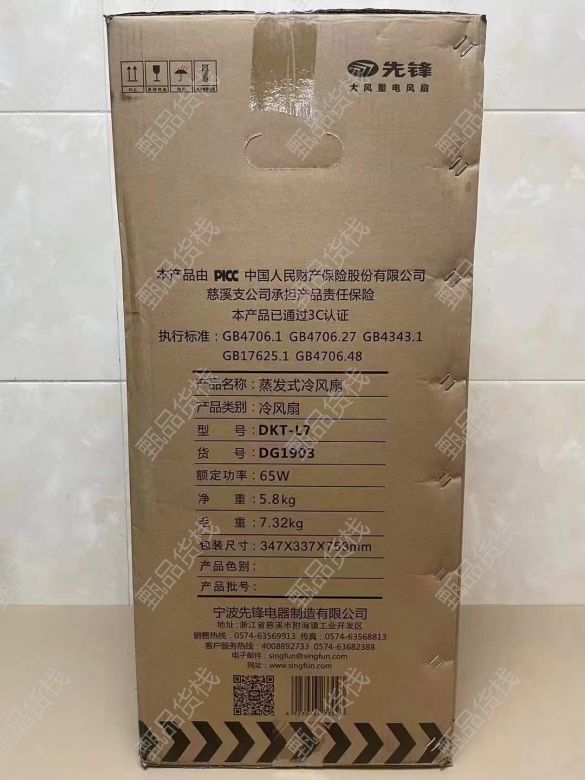 先锋
大风量电风扇
本产品由 PICC 中国人民财产保险股份有限公司
慈溪支公司承担产品责任保险
本产品已通过3C认证
执行标准：GB4706.1 GB4706.27 GB4343.1
GB17625.1 GB4706.48
产品名称：蒸发式冷风扇
产品类别：冷风扇
型 号：DKT-L7
货 号：DG1903
额定功率：65W
净 重：5.8kg
毛 重：7.32kg
包装尺寸：347X337X753mm
产品色别：
产品批号：
宁波先锋电器制造有限公司
地址：浙江省慈溪市附海镇工业开发区
销售热线：0574-63569913 传真：0574-63568813
客户服务热线：4008892733 0574-63682388
电子邮件：singfun@singfun.com
网址：www.singfun.com
甄品货栈